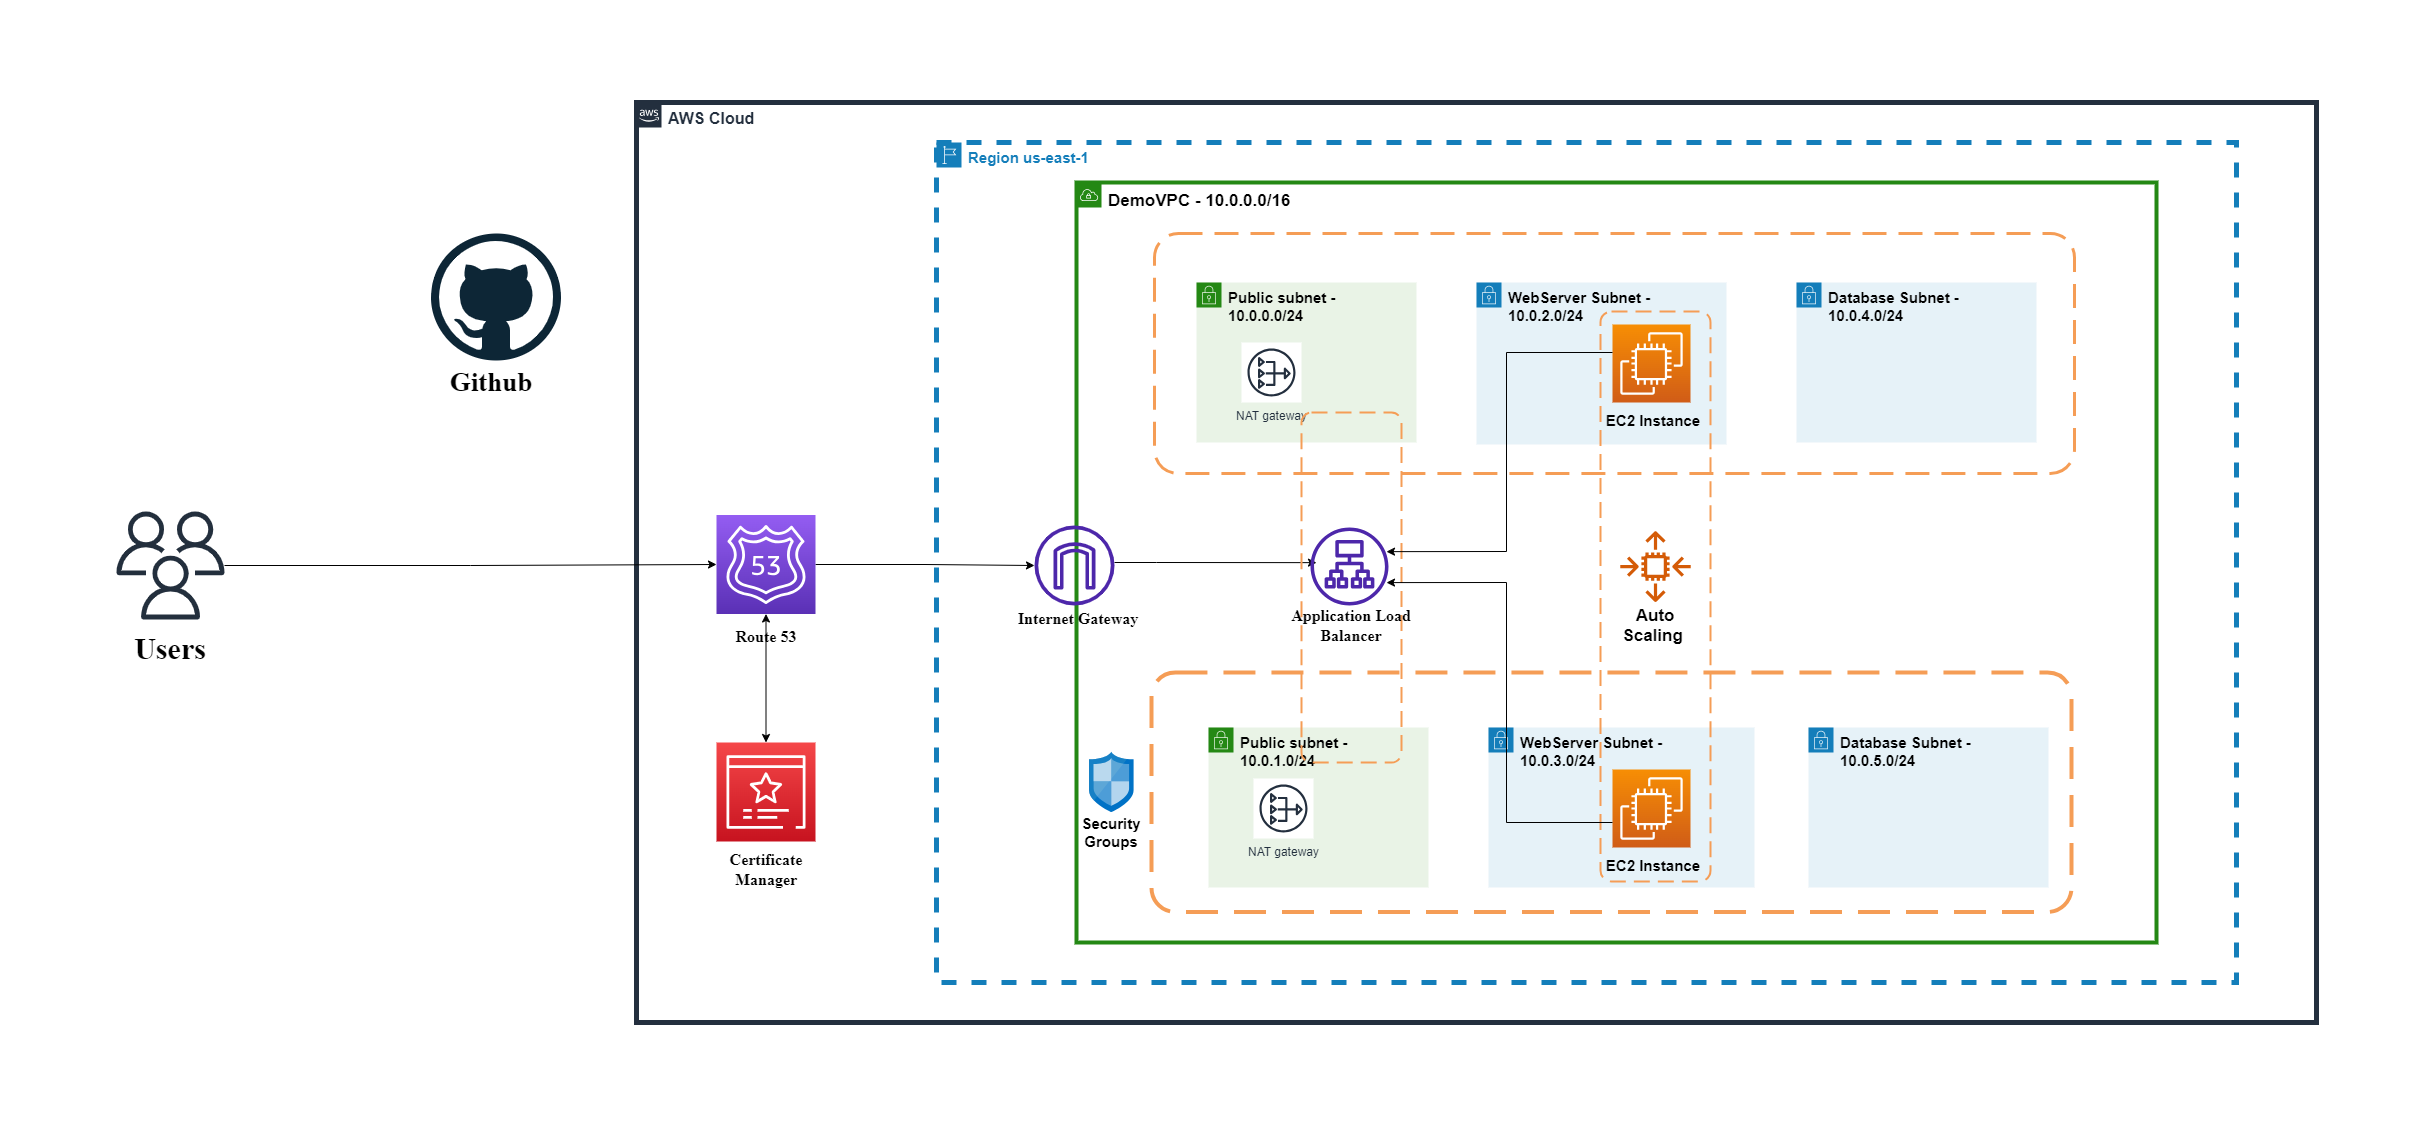 aws
AWS Cloud
Region us-east-1
DemoVPC - 10.0.0.0/16
Public subnet -
10.0.0.0/24
NAT gateway
WebServer Subnet -
10.0.2.0/24
EC2 Instance
Database Subnet -
10.0.4.0/24
Github
Users
53
Route 53
Internet Gateway
Application Load
Balancer
Auto
Scaling
Certificate
Manager
Security
Groups
Public subnet -
10.0.1.0/24
NAT gateway
WebServer Subnet -
10.0.3.0/24
EC2 Instance
Database Subnet -
10.0.5.0/24